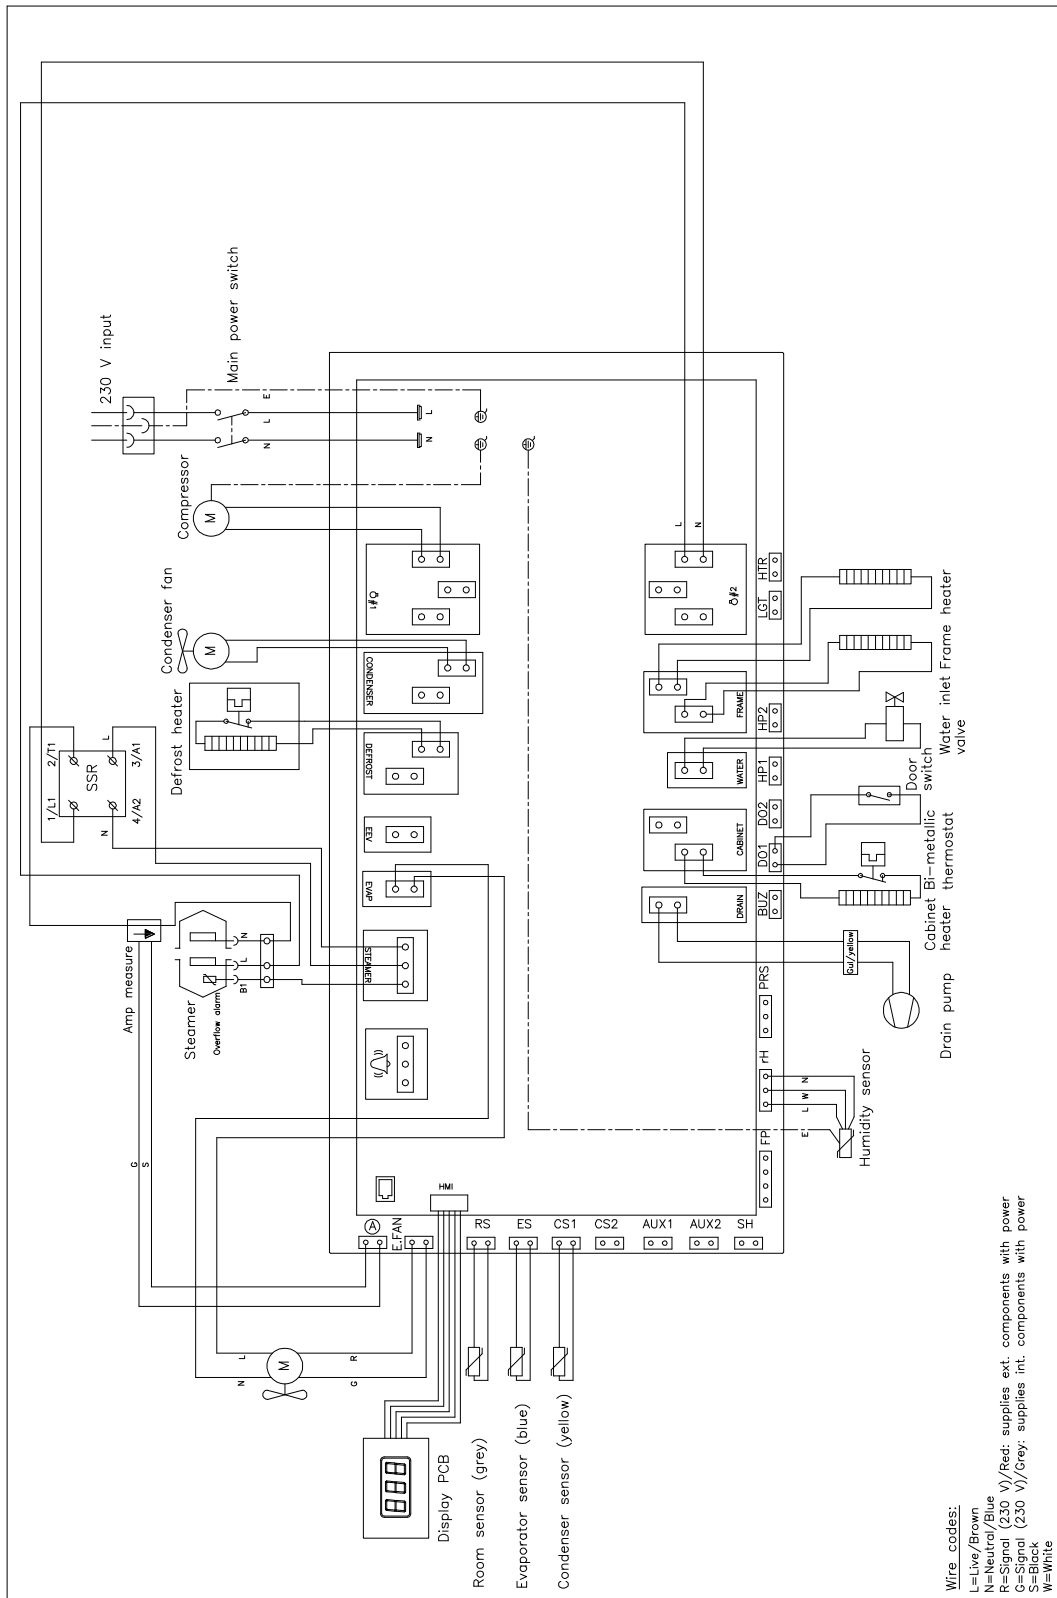 230 V input
Main power switch
E
L
N
L
N
Compressor
M
Condenser fan
M
Defrost heater
2/T1
1/L1
SSR
L
3/A1
N
4/A2
Amp measure
Steamer
Overflow alarm
N
L
B1
G
S
#1
CONDENSER
DEFROST
EEV
EVAP
STEAMER
HMI
A
E.FAN
RS
ES
CS1
CS2
AUX1
AUX2
SH
L
N
M
R
G
Display PCB
Room sensor (grey)
Evaporator sensor (blue)
Condenser sensor (yellow)
L
N
#2
FRAME
WATER
CABINET
DRAIN
HTR
LGT
HP2
HP1
DO2
DO1
BUZ
PRS
rH
FP
Frame heater
Water inlet
valve
Door
switch
Bi-metallic
thermostat
Cabinet
heater
Gul/yellow
Drain pump
N
W
L
E
Humidity sensor
Wire codes:
L=Live/Brown
N=Neutral/Blue
R=Signal (230 V)/Red: supplies ext. components with power
G=Signal (230 V)/Grey: supplies int. components with power
S=Black
W=White